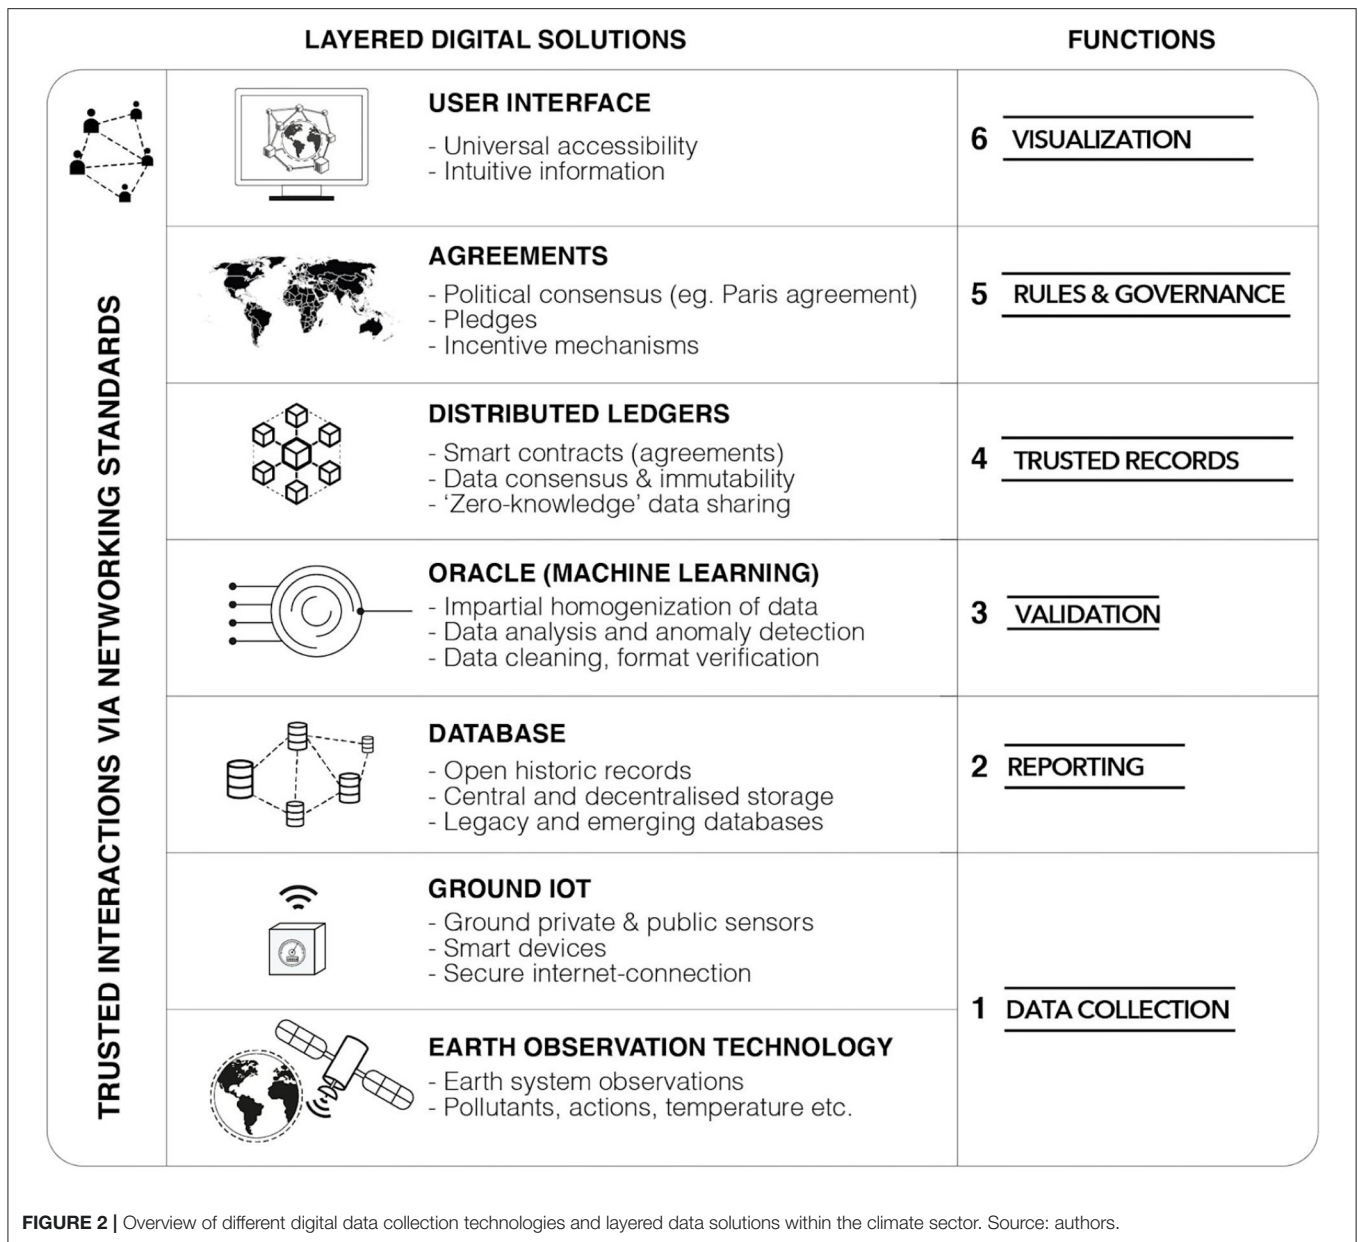 LAYERED DIGITAL SOLUTIONS
FUNCTIONS
TRUSTED INTERACTIONS VIA NETWORKING STANDARDS
USER INTERFACE
- Universal accessibility
- Intuitive information
6 VISUALIZATION
AGREEMENTS
- Political consensus (eg. Paris agreement)
- Pledges
- Incentive mechanisms
5 RULES & GOVERNANCE
DISTRIBUTED LEDGERS
- Smart contracts (agreements)
- Data consensus & immutability
- ‘Zero-knowledge’ data sharing
4 TRUSTED RECORDS
ORACLE (MACHINE LEARNING)
- Impartial homogenization of data
- Data analysis and anomaly detection
- Data cleaning, format verification
3 VALIDATION
DATABASE
- Open historic records
- Central and decentralised storage
- Legacy and emerging databases
2 REPORTING
GROUND IOT
- Ground private & public sensors
- Smart devices
- Secure internet-connection
1 DATA COLLECTION
EARTH OBSERVATION TECHNOLOGY
- Earth system observations
- Pollutants, actions, temperature etc.
FIGURE 2 | Overview of different digital data collection technologies and layered data solutions within the climate sector. Source: authors.